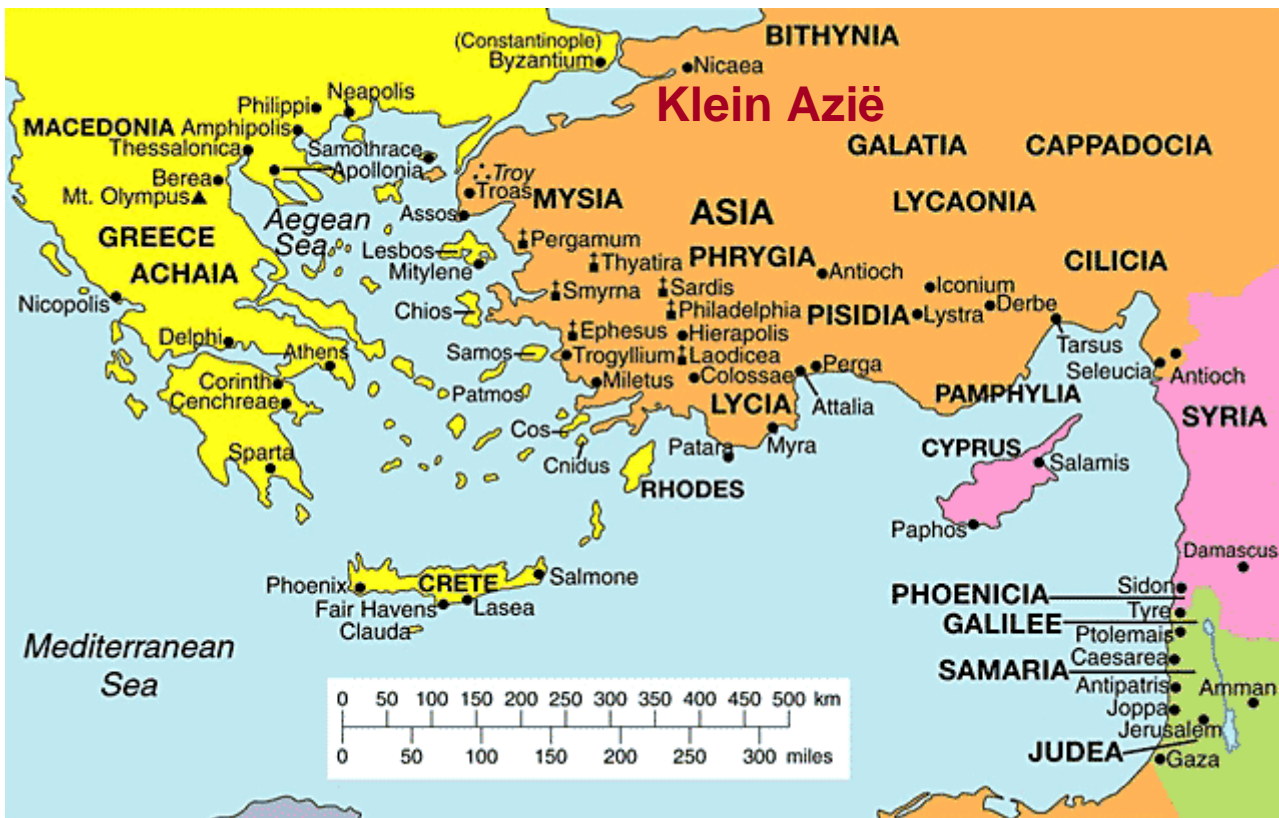 BITHYNIA
(Constantinople)
Byzantium
Nicaea
Klein Azië
Neapolis
Philippi
MACEDONIA
Amphipolis
Thessalonica
Samothrace
Apollonia
GALATIA
CAPPADOCIA
Berea
Mt. Olympus
Troy
Troas
MYSIA
ASIA
LYCAONIA
Assos
Aegean
Sea
GREECE
ACHAIA
Lesbos
Mitylene
Pergamum
Thyatira
PHRYGIA
Antioch
CILICIA
Nicopolis
Chios
Smyrna
Sardis
Philadelphia
PISIDIA
Iconium
Lystra
Derbe
Delphi
Athens
Samos
Ephesus
Hierapolis
Trogyllium
Laodicea
Tarsus
Seleucia
Antioch
Corinth
Cenchreae
Patmos
Miletus
Colossae
Perga
Attalia
PAMPHYLIA
LYCIA
SYRIA
Sparta
Cos
Cnidus
Patara
Myra
RHODES
CYPRUS
Salamis
Paphos
Damascus
Phoenix
CRETE
Salmone
Fair Havens
Lasea
Clauda
PHOENICIA
Sidon
Tyre
GALILEE
Ptolemais
Mediterranean
Sea
SAMARIA
Caesarea
Antipatris
Amman
Joppa
Jerusalem
JUDEA
Gaza
0 50 100 150 200 250 300 350 400 450 500 km
0 50 100 150 200 250 300 miles